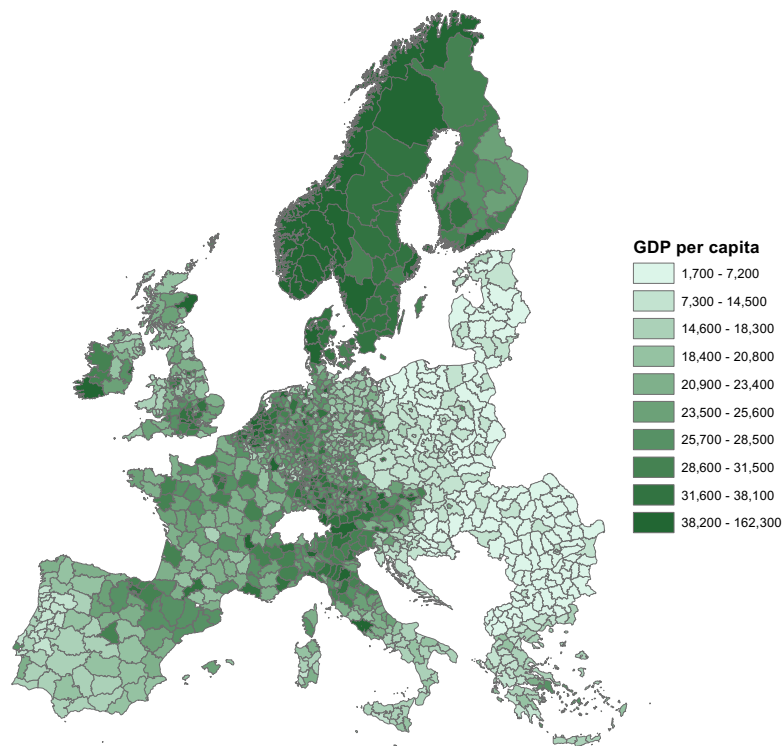 GDP per capita
1,700 - 7,200
7,300 - 14,500
14,600 - 18,300
18,400 - 20,800
20,900 - 23,400
23,500 - 25,600
25,700 - 28,500
28,600 - 31,500
31,600 - 38,100
38,200 - 162,300